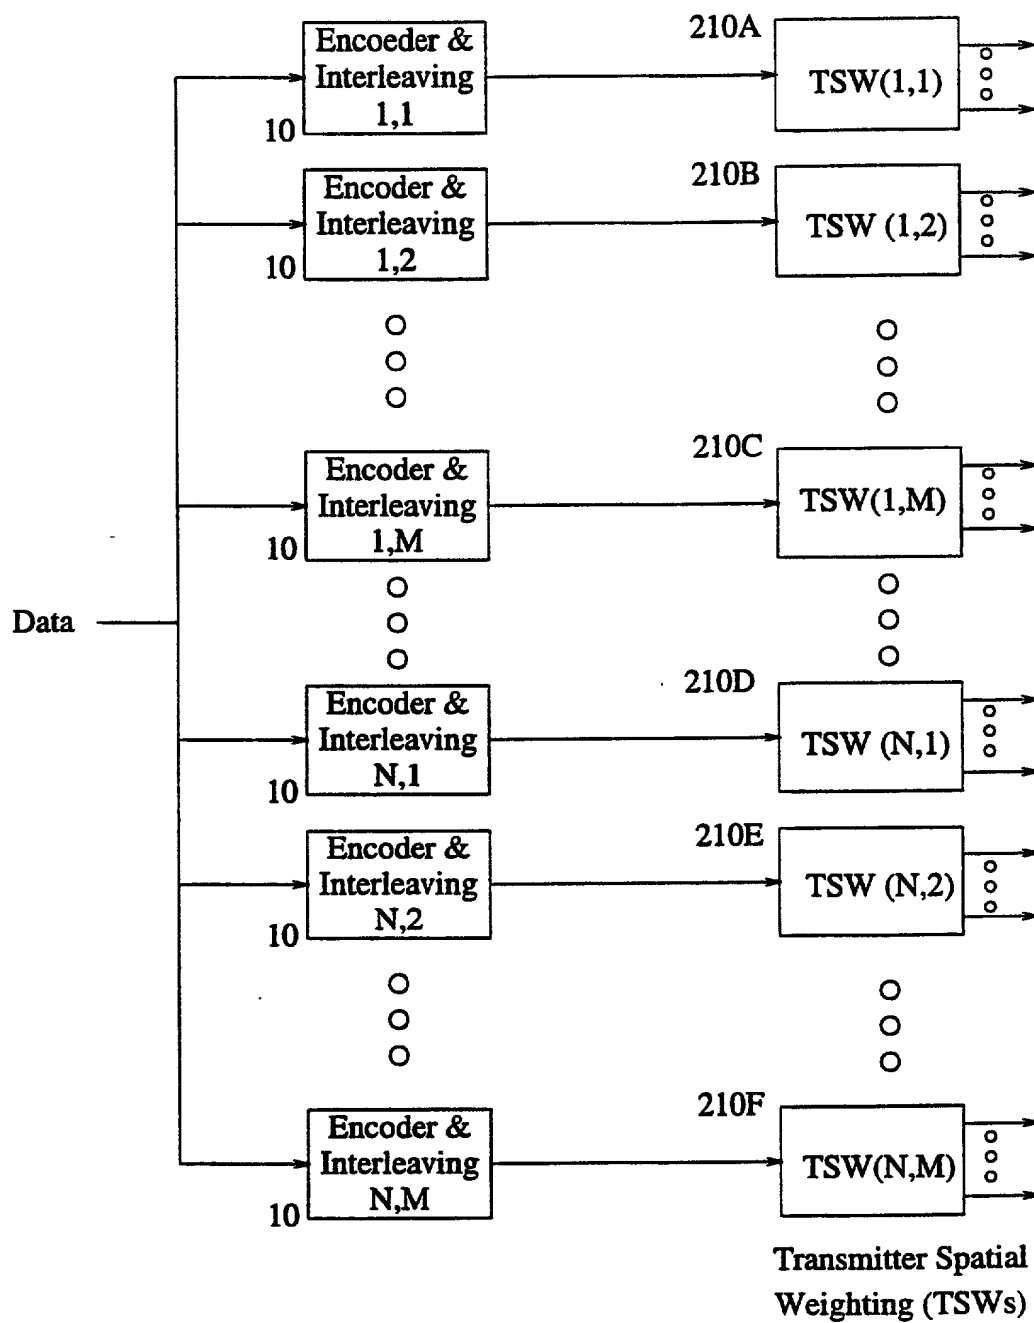 210A
Encoeder &
Interleaving
1,1
10
TSW(1,1)
210B
Encoder &
Interleaving
1,2
10
TSW (1,2)
210C
Encoder &
Interleaving
1,M
10
TSW(1,M)
Data
210D
Encoder &
Interleaving
N,1
10
TSW (N,1)
210E
Encoder &
Interleaving
N,2
10
TSW (N,2)
210F
Encoder &
Interleaving
N,M
10
TSW(N,M)
Transmitter Spatial
Weighting (TSWs)